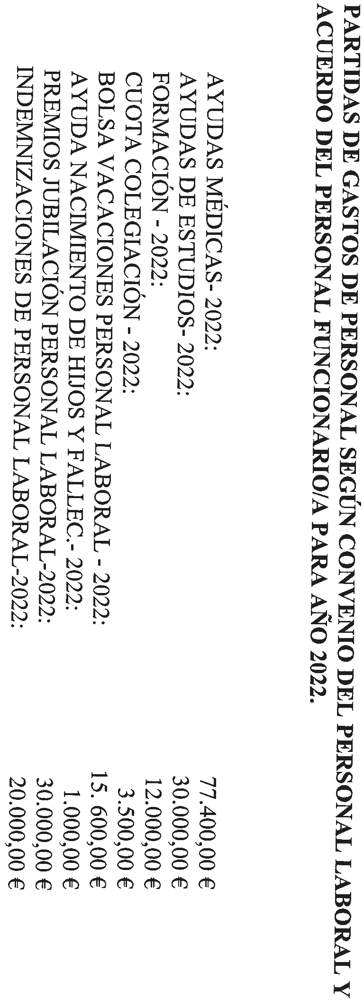 PARTIDAS DE GASTOS DE PERSONAL SEGÚN CONVENIO DEL PERSONAL LABORAL Y
ACUERDO DEL PERSONAL FUNCIONARIO/A PARA AÑO 2022.
AYUDAS MÉDICAS- 2022: 77.400,00 €
AYUDAS DE ESTUDIOS- 2022: 30.000,00 €
FORMACIÓN - 2022: 12.000,00 €
CUOTA COLEGIACIÓN - 2022: 3.500,00 €
BOLSA VACACIONES PERSONAL LABORAL - 2022: 15. 600,00 €
AYUDA NACIMIENTO DE HIJOS Y FALLEC.- 2022: 1.000,00 €
PREMIOS JUBILACIÓN PERSONAL LABORAL-2022: 30.000,00 €
INDEMNIZACIONES DE PERSONAL LABORAL-2022: 20.000,00 €